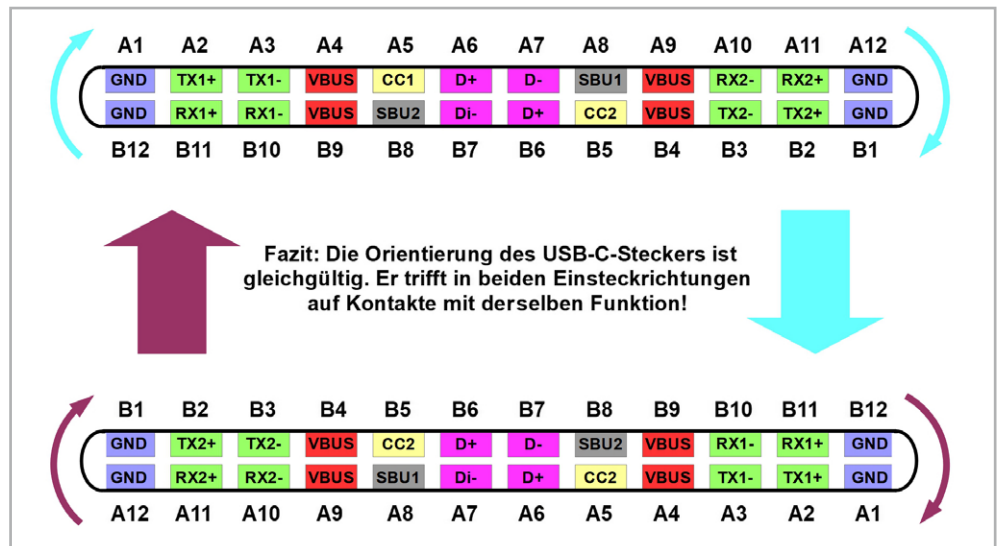 A1 A2 A3 A4 A5 A6 A7 A8 A9 A10 A11 A12
GND TX1+ TX1- VBUS CC1 D+ D- SBU1 VBUS RX2- RX2+ GND
GND RX1+ RX1- VBUS SBU2 Di- D+ CC2 VBUS TX2- TX2+ GND
B12 B11 B10 B9 B8 B7 B6 B5 B4 B3 B2 B1
Fazit: Die Orientierung des USB-C-Steckers ist
gleichgültig. Er trifft in beiden Einsteckrichtungen
auf Kontakte mit derselben Funktion!
B1 B2 B3 B4 B5 B6 B7 B8 B9 B10 B11 B12
GND TX2+ TX2- VBUS CC2 D+ D- SBU2 VBUS RX1- RX1+ GND
GND RX2+ RX2- VBUS SBU1 Di- D+ CC2 VBUS TX1- TX1+ GND
A12 A11 A10 A9 A8 A7 A6 A5 A4 A3 A2 A1